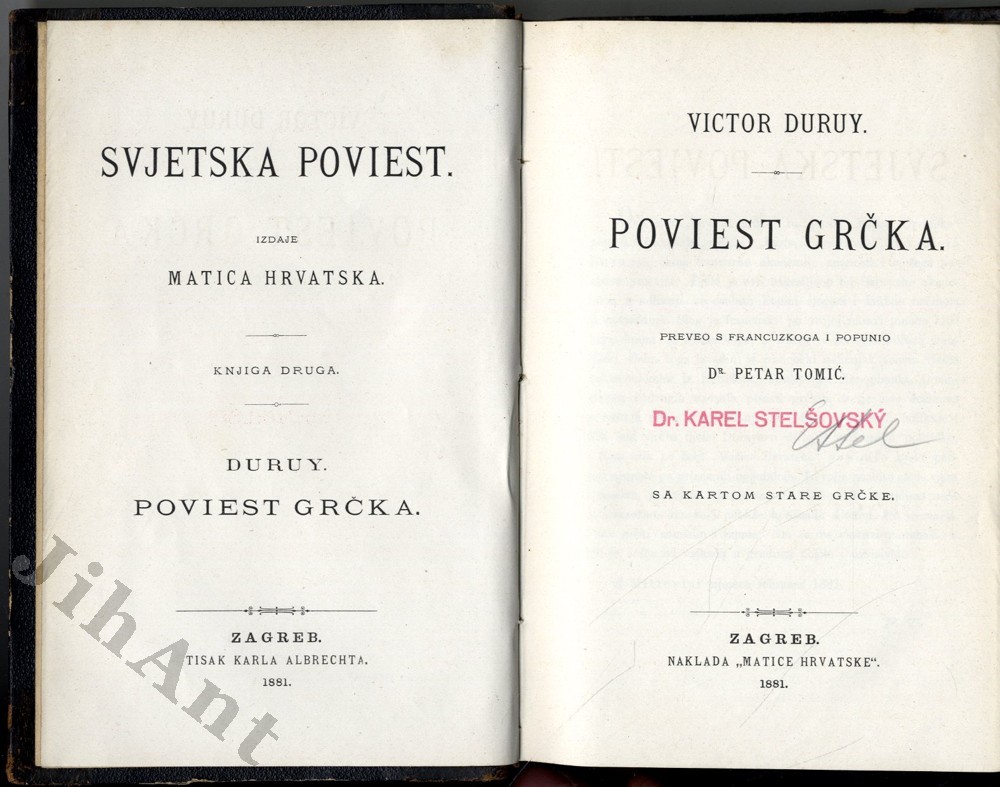 SVJETSKA POVIEST.
IZDAJE
MATICA HRVATSKA.
KNJIGA DRUGA.
DURUY.
POVIEST GRČKA.
ZAGREB.
TISAK KARLA ALBRECHTA.
1881.
JihAnt
VICTOR DURUY.
POVIEST GRČKA.
PREVEO S FRANCUZKOGA I POPUNIO
DR. PETAR TOMIĆ.
Dr. KAREL STELŠOVSKÝ
SA KARTOM STARE GRČKE.
ZAGREB.
NAKLADA „MATICE HRVATSKE“.
1881.